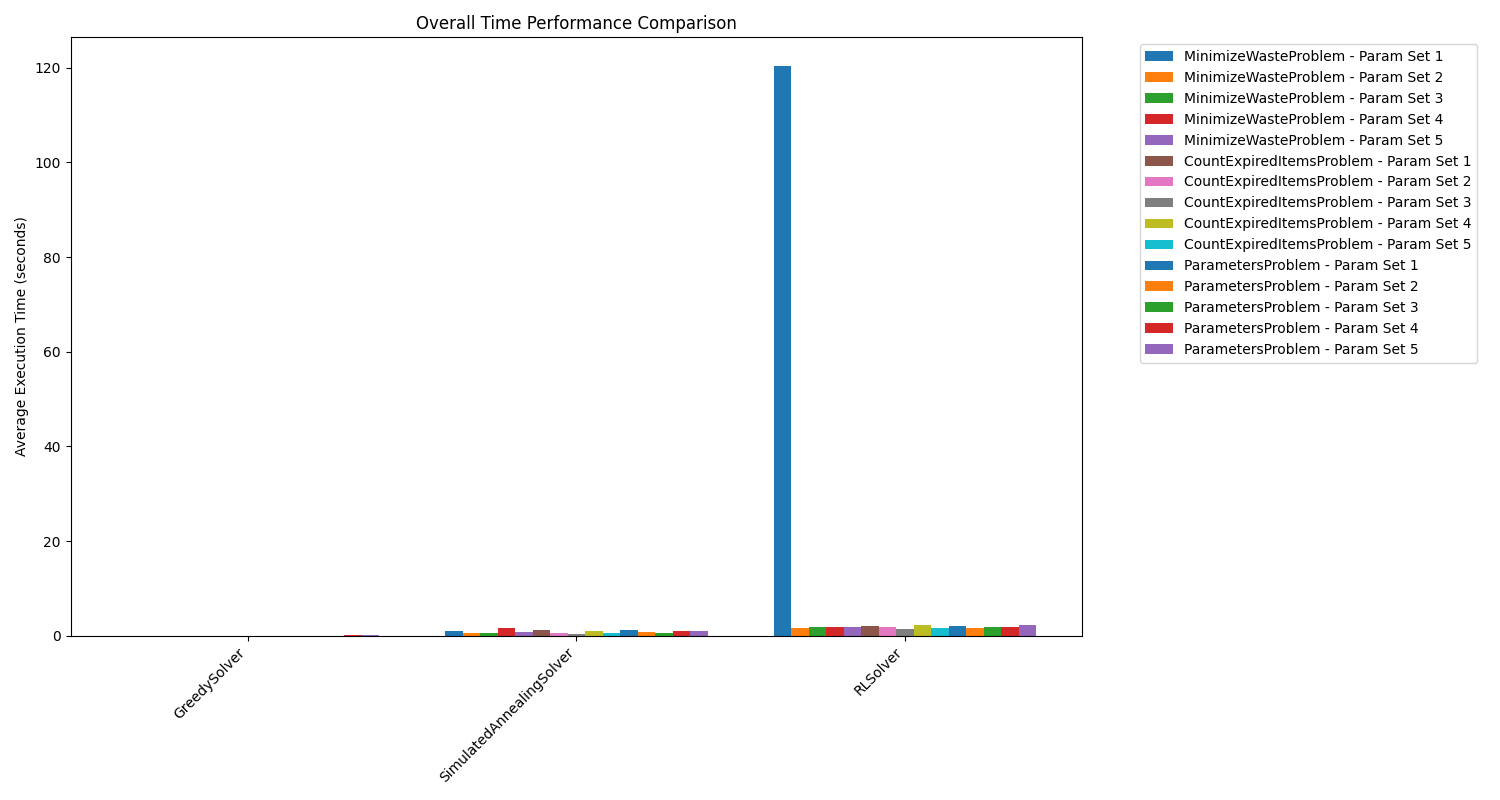 Overall Time Performance Comparison
Average Execution Time (seconds)
120
100
80
60
40
20
0
GreedySolver
SimulatedAnnealingSolver
RLSolver
MinimizeWasteProblem - Param Set 1
MinimizeWasteProblem - Param Set 2
MinimizeWasteProblem - Param Set 3
MinimizeWasteProblem - Param Set 4
MinimizeWasteProblem - Param Set 5
CountExpiredItemsProblem - Param Set 1
CountExpiredItemsProblem - Param Set 2
CountExpiredItemsProblem - Param Set 3
CountExpiredItemsProblem - Param Set 4
CountExpiredItemsProblem - Param Set 5
ParametersProblem - Param Set 1
ParametersProblem - Param Set 2
ParametersProblem - Param Set 3
ParametersProblem - Param Set 4
ParametersProblem - Param Set 5